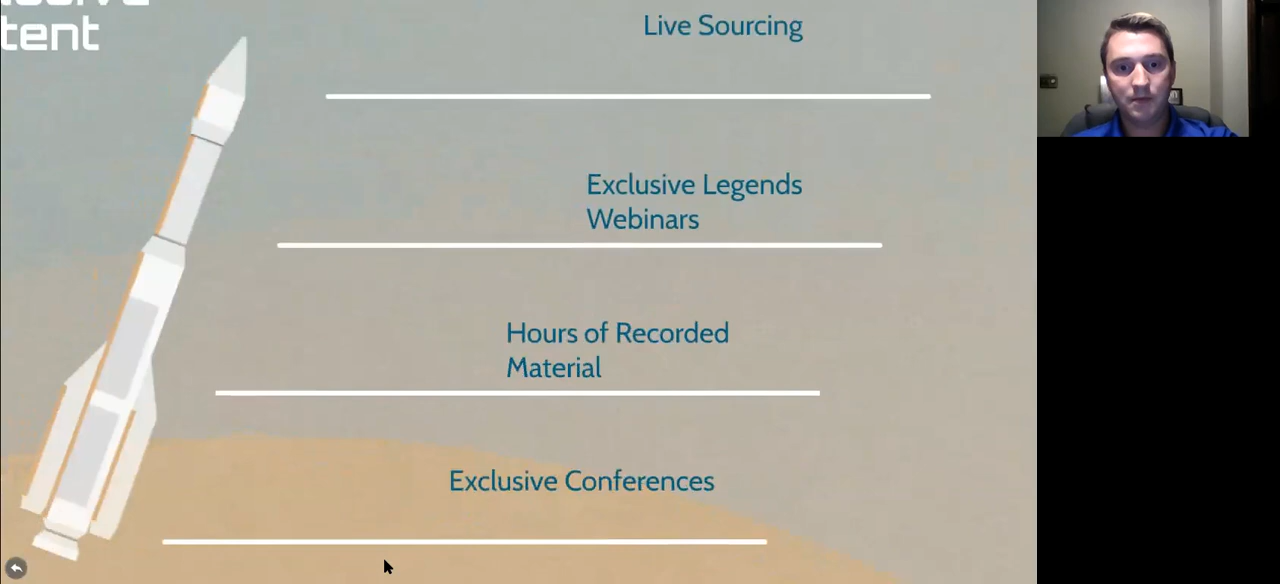 tent
Live Sourcing
Exclusive Legends
Webinars
Hours of Recorded
Material
Exclusive Conferences